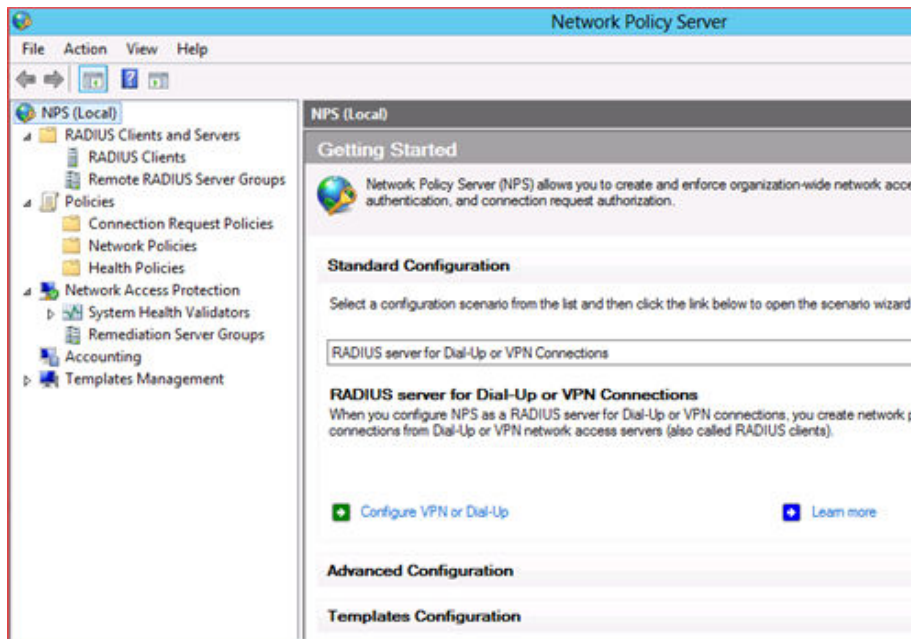 Network Policy Server
File Action View Help
NPS (Local)
RADIUS Clients and Servers
RADIUS Clients
Remote RADIUS Server Groups
Policies
Connection Request Policies
Network Policies
Health Policies
Network Access Protection
System Health Validators
Remediation Server Groups
Accounting
Templates Management
NPS (Local)
Getting Started
Network Policy Server (NPS) allows you to create and enforce organization-wide network acce
authentication, and connection request authorization.
Standard Configuration
Select a configuration scenario from the list and then click the link below to open the scenario wizard
RADIUS server for Dial-Up or VPN Connections
RADIUS server for Dial-Up or VPN Connections
When you configure NPS as a RADIUS server for Dial-Up or VPN connections, you create network p
connections from Dial-Up or VPN network access servers (also called RADIUS clients).
Configure VPN or Dial-Up
Learn more
Advanced Configuration
Templates Configuration